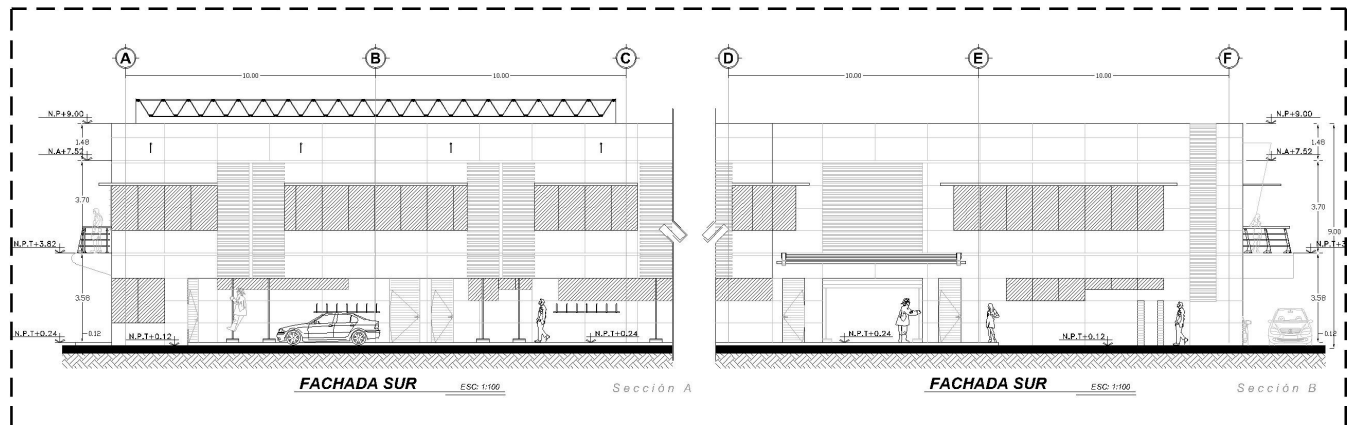 A B C D E F
10.00 10.00 10.00 10.00
N.P+9.00 N.P+9.00
1.48 1.48
N.A+7.52 N.A+7.52
3.70 3.70
9.00
N.P.T+3.82 N.P.T+3
3.58 3.58
N.P.T+0.24 0.12 N.P.T+0.12 N.P.T+0.24 N.P.T+0.24 N.P.T+0.12 0.12
FACHADA SUR ESC: 1:100 Sección A FACHADA SUR ESC: 1:100 Sección B